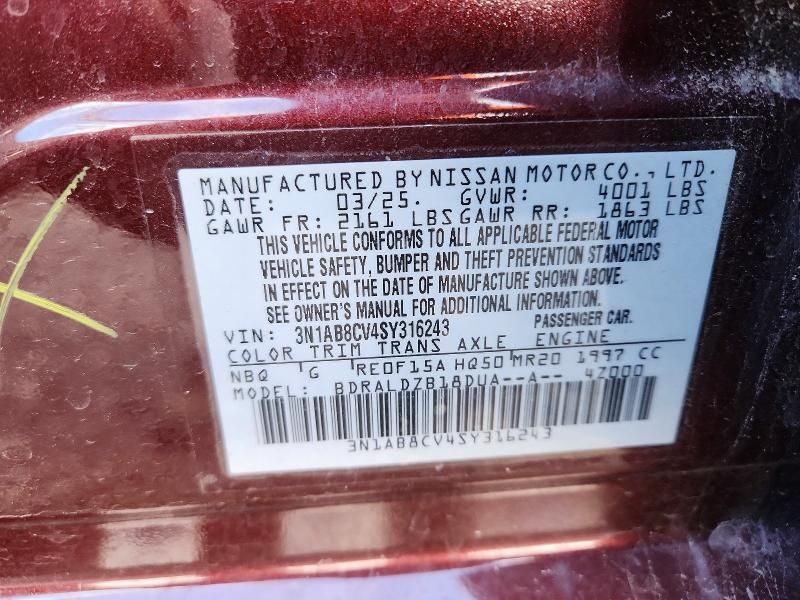 MANUFACTURED BY NISSAN MOTOR CO., LTD.
DATE: 03/25. GVWR: 4001 LBS
GAWR FR: 2161 LBS GAWR RR: 1863 LBS
THIS VEHICLE CONFORMS TO ALL APPLICABLE FEDERAL MOTOR
VEHICLE SAFETY, BUMPER AND THEFT PREVENTION STANDARDS
IN EFFECT ON THE DATE OF MANUFACTURE SHOWN ABOVE.
SEE OWNER'S MANUAL FOR ADDITIONAL INFORMATION.
VIN: 3N1AB8CV4SY316243 PASSENGER CAR.
COLOR TRIM TRANS AXLE ENGINE
NBQ G RE0F15A HQ50 MR20 1997 CC
MODEL: BDRALDZB18DUA--A-- 4Z000
3N1AB8CV4SY316243